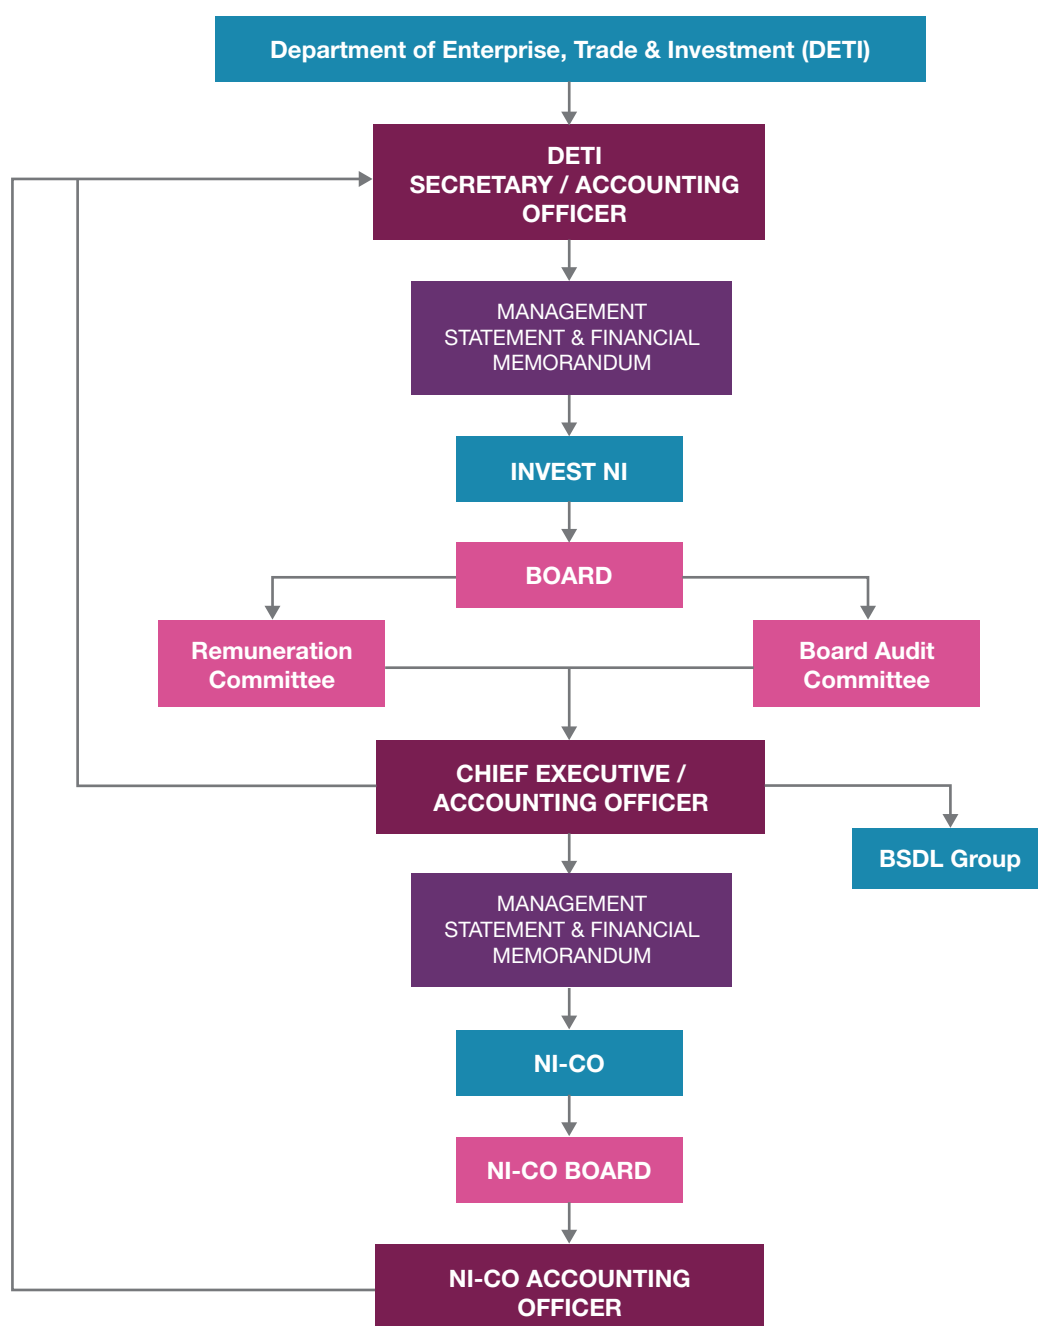 Department of Enterprise, Trade & Investment (DETI)
DETI
SECRETARY / ACCOUNTING
OFFICER
MANAGEMENT
STATEMENT & FINANCIAL
MEMORANDUM
INVEST NI
BOARD
Remuneration
Committee
Board Audit
Committee
CHIEF EXECUTIVE /
ACCOUNTING OFFICER
BSDL Group
MANAGEMENT
STATEMENT & FINANCIAL
MEMORANDUM
NI-CO
NI-CO BOARD
NI-CO ACCOUNTING
OFFICER